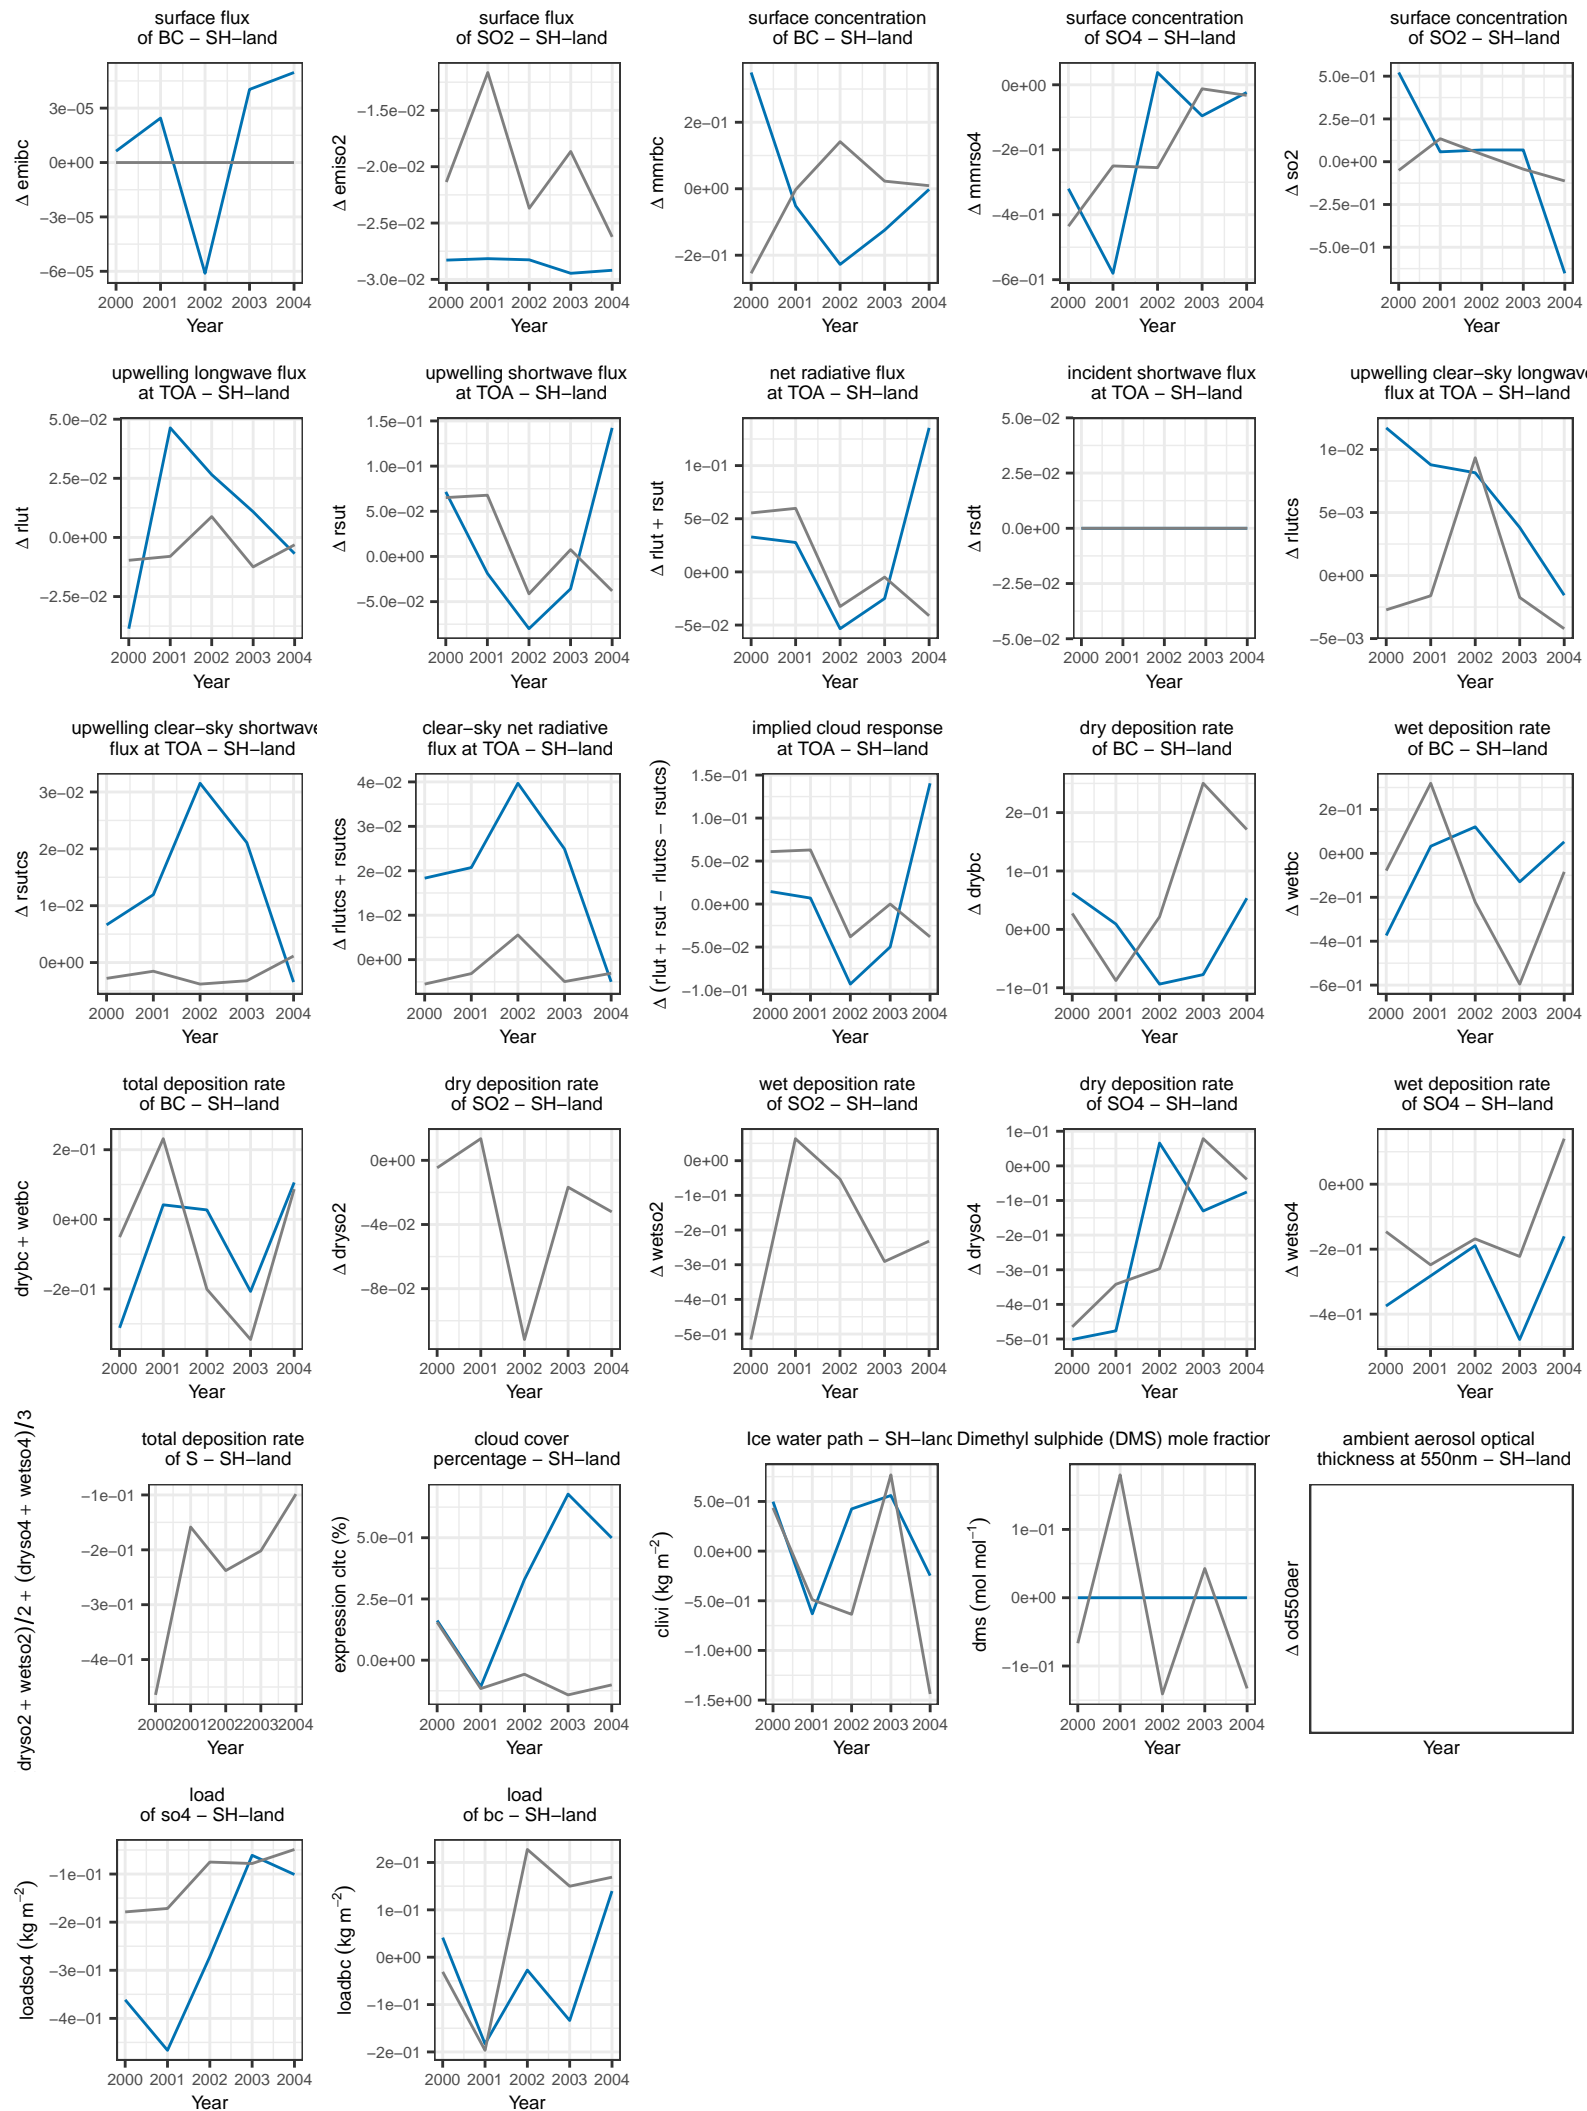 surface flux
of BC − SH−land
Δ emibc
3e−05
0e+00
−3e−05
−6e−05
2000 2001 2002 2003 2004
Year
surface flux
of SO2 − SH−land
Δ emiso2
−1.5e−02
−2.0e−02
−2.5e−02
−3.0e−02
2000 2001 2002 2003 2004
Year
surface concentration
of BC − SH−land
Δ mmrbc
2e−01
0e+00
−2e−01
2000 2001 2002 2003 2004
Year
surface concentration
of SO4 − SH−land
Δ mmrso4
0e+00
−2e−01
−4e−01
−6e−01
2000 2001 2002 2003 2004
Year
surface concentration
of SO2 − SH−land
Δ so2
5.0e−01
2.5e−01
0.0e+00
−2.5e−01
−5.0e−01
2000 2001 2002 2003 2004
Year
upwelling longwave flux
at TOA − SH−land
Δ rlut
5.0e−02
2.5e−02
0.0e+00
−2.5e−02
2000 2001 2002 2003 2004
Year
upwelling shortwave flux
at TOA − SH−land
Δ rsut
1.5e−01
1.0e−01
5.0e−02
0.0e+00
−5.0e−02
2000 2001 2002 2003 2004
Year
net radiative flux
at TOA − SH−land
Δ rlut + rsut
1e−01
5e−02
0e+00
−5e−02
2000 2001 2002 2003 2004
Year
incident shortwave flux
at TOA − SH−land
Δ rsdt
5.0e−02
2.5e−02
0.0e+00
−2.5e−02
−5.0e−02
2000 2001 2002 2003 2004
Year
upwelling clear−sky longwave
flux at TOA − SH−land
Δ rlutcs
1e−02
5e−03
0e+00
−5e−03
2000 2001 2002 2003 2004
Year
upwelling clear−sky shortwave
flux at TOA − SH−land
Δ rsutcs
3e−02
2e−02
1e−02
0e+00
2000 2001 2002 2003 2004
Year
clear−sky net radiative
flux at TOA − SH−land
Δ rlutcs + rsutcs
4e−02
3e−02
2e−02
1e−02
0e+00
2000 2001 2002 2003 2004
Year
implied cloud response
at TOA − SH−land
Δ (rlut + rsut − rlutcs − rsutcs)
1.5e−01
1.0e−01
5.0e−02
0.0e+00
−5.0e−02
−1.0e−01
2000 2001 2002 2003 2004
Year
dry deposition rate
of BC − SH−land
Δ drybc
2e−01
1e−01
0e+00
−1e−01
2000 2001 2002 2003 2004
Year
wet deposition rate
of BC − SH−land
Δ wetbc
2e−01
0e+00
−2e−01
−4e−01
−6e−01
2000 2001 2002 2003 2004
Year
total deposition rate
of BC − SH−land
drybc + wetbc
2e−01
0e+00
−2e−01
2000 2001 2002 2003 2004
Year
dry deposition rate
of SO2 − SH−land
Δ dryso2
0e+00
−4e−02
−8e−02
2000 2001 2002 2003 2004
Year
wet deposition rate
of SO2 − SH−land
Δ wetso2
0e+00
−1e−01
−2e−01
−3e−01
−4e−01
−5e−01
2000 2001 2002 2003 2004
Year
dry deposition rate
of SO4 − SH−land
Δ dryso4
1e−01
0e+00
−1e−01
−2e−01
−3e−01
−4e−01
−5e−01
2000 2001 2002 2003 2004
Year
wet deposition rate
of SO4 − SH−land
Δ wetso4
0e+00
−2e−01
−4e−01
2000 2001 2002 2003 2004
Year
total deposition rate
of S − SH−land
dryso2 + wetso2)/2 + (dryso4 + wetso4)/3
−1e−01
−2e−01
−3e−01
−4e−01
2000 2001 2002 2003 2004
Year
cloud cover
percentage − SH−land
expression cltc (%)
5.0e−01
2.5e−01
0.0e+00
2000 2001 2002 2003 2004
Year
Ice water path − SH−land
clivi (kg m⁻²)
5.0e−01
0.0e+00
−5.0e−01
−1.0e+00
−1.5e+00
2000 2001 2002 2003 2004
Year
Dimethyl sulphide (DMS) mole fraction
dms (mol mol⁻¹)
1e−01
0e+00
−1e−01
2000 2001 2002 2003 2004
Year
ambient aerosol optical
thickness at 550nm − SH−land
Δ od550aer
Year
load
of so4 − SH−land
loadso4 (kg m⁻²)
−1e−01
−2e−01
−3e−01
−4e−01
2000 2001 2002 2003 2004
Year
load
of bc − SH−land
loadbc (kg m⁻²)
2e−01
1e−01
0e+00
−1e−01
−2e−01
2000 2001 2002 2003 2004
Year